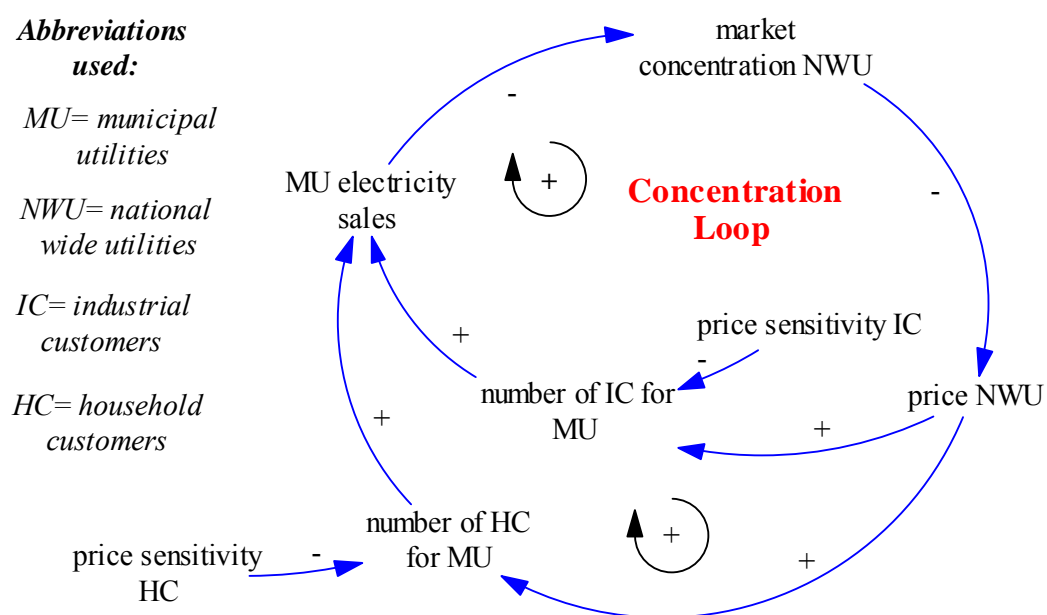 Abbreviations
used:
MU= municipal
utilities
NWU= national
wide utilities
IC= industrial
customers
HC= household
customers
market
concentration NWU
-
-
MU electricity
sales
+
Concentration
Loop
price sensitivity IC
+
-
number of IC for
MU
price NWU
+
+
number of HC
for MU
+
+
price sensitivity
HC
-